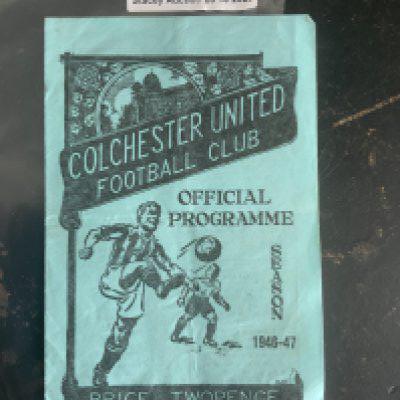 COLCHESTER UNITED
FOOTBALL CLUB
OFFICIAL
PROGRAMME
SEASON
1946-47
PRICE TWOPENCE